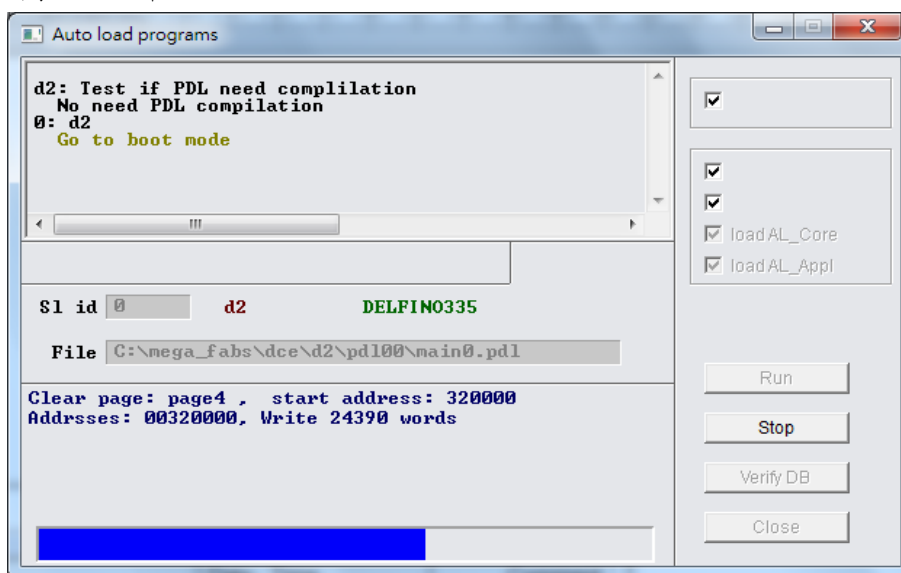 Auto load programs
d2: Test if PDL need complilation
No need PDL compilation
0: d2
Go to boot mode
load AL_Core
load AL_Appl
Sl id 0 d2 DELFINO335
File C:\mega_fabs\dce\d2\pdl00\main0.pdl
Clear page: page4 , start address: 320000
Addrsses: 00320000, Write 24390 words
Run
Stop
Verify DB
Close